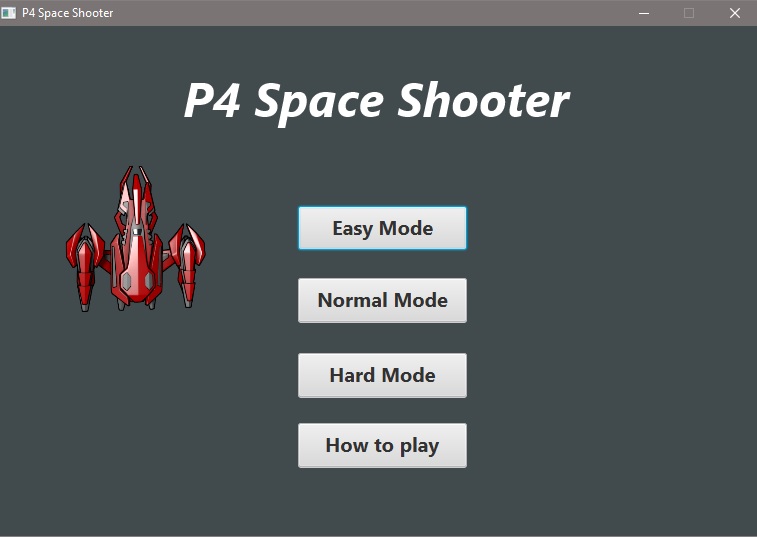 P4 Space Shooter
P4 Space Shooter
Easy Mode
Normal Mode
Hard Mode
How to play